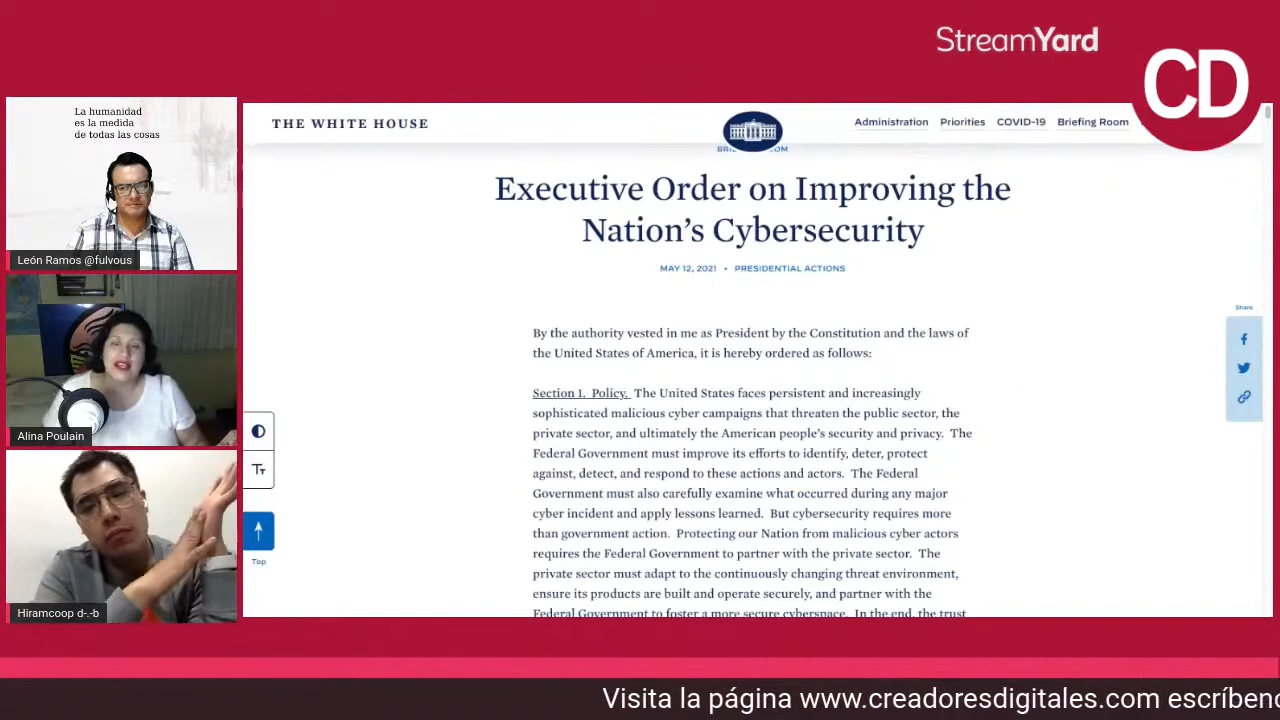 StreamYard
CD
La humanidad
es la medida
de todas las cosas
León Ramos @fulvous
Alina Poulain
Hiramcoop d-.-b
THE WHITE HOUSE
Administration
Priorities
COVID-19
Briefing Room
Executive Order on Improving the
Nation's Cybersecurity
MAY 12, 2021 • PRESIDENTIAL ACTIONS
By the authority vested in me as President by the Constitution and the laws of
the United States of America, it is hereby ordered as follows:
Section 1.  Policy.  The United States faces persistent and increasingly
sophisticated malicious cyber campaigns that threaten the public sector, the
private sector, and ultimately the American people's security and privacy.  The
Federal Government must improve its efforts to identify, deter, protect
against, detect, and respond to these actions and actors.  The Federal
Government must also carefully examine what occurred during any major
cyber incident and apply lessons learned.  But cybersecurity requires more
than government action.  Protecting our Nation from malicious cyber actors
requires the Federal Government to partner with the private sector.  The
private sector must adapt to the continuously changing threat environment,
ensure its products are built and operate securely, and partner with the
Federal Government to foster a more secure cyberspace.  In the end, the trust
Share
Tт
Top
Visita la página www.creadoresdigitales.com escríbenos